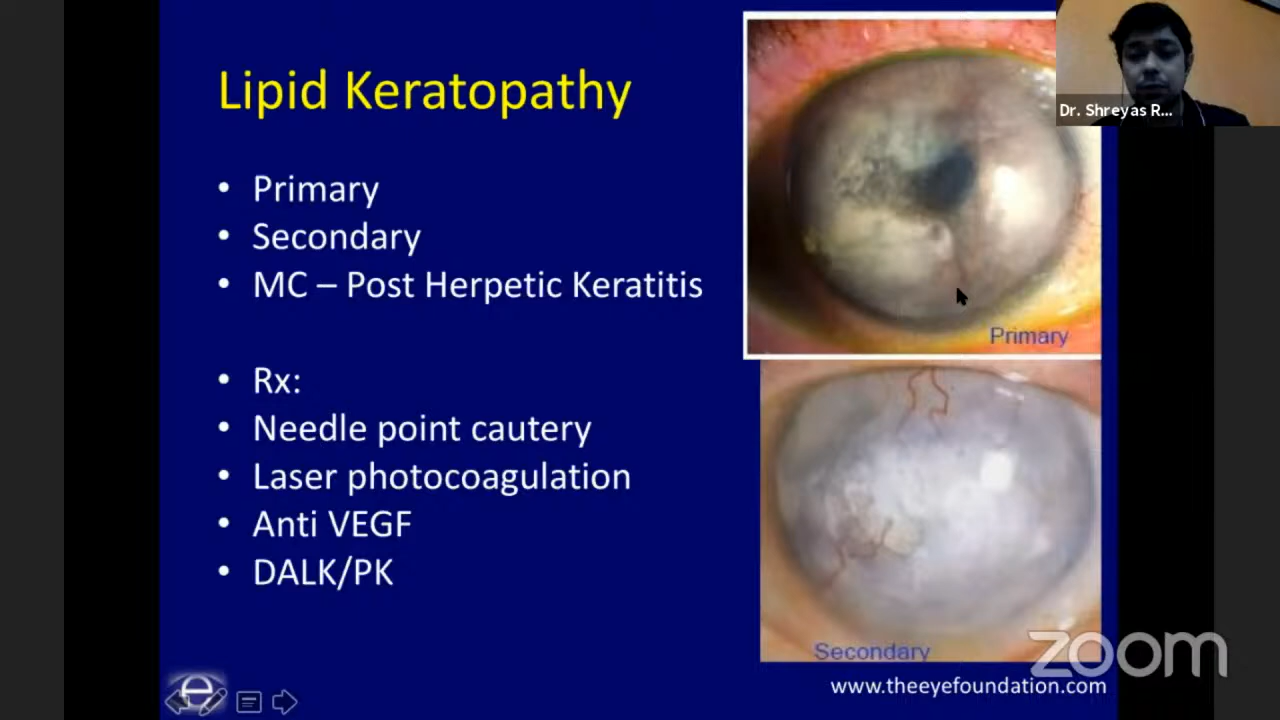 Lipid Keratopathy
Dr. Shreyas R...
• Primary
• Secondary
• MC – Post Herpetic Keratitis
Primary
• Rx:
• Needle point cautery
• Laser photocoagulation
• Anti VEGF
• DALK/PK
Secondary
zoom
www.theeyefoundation.com